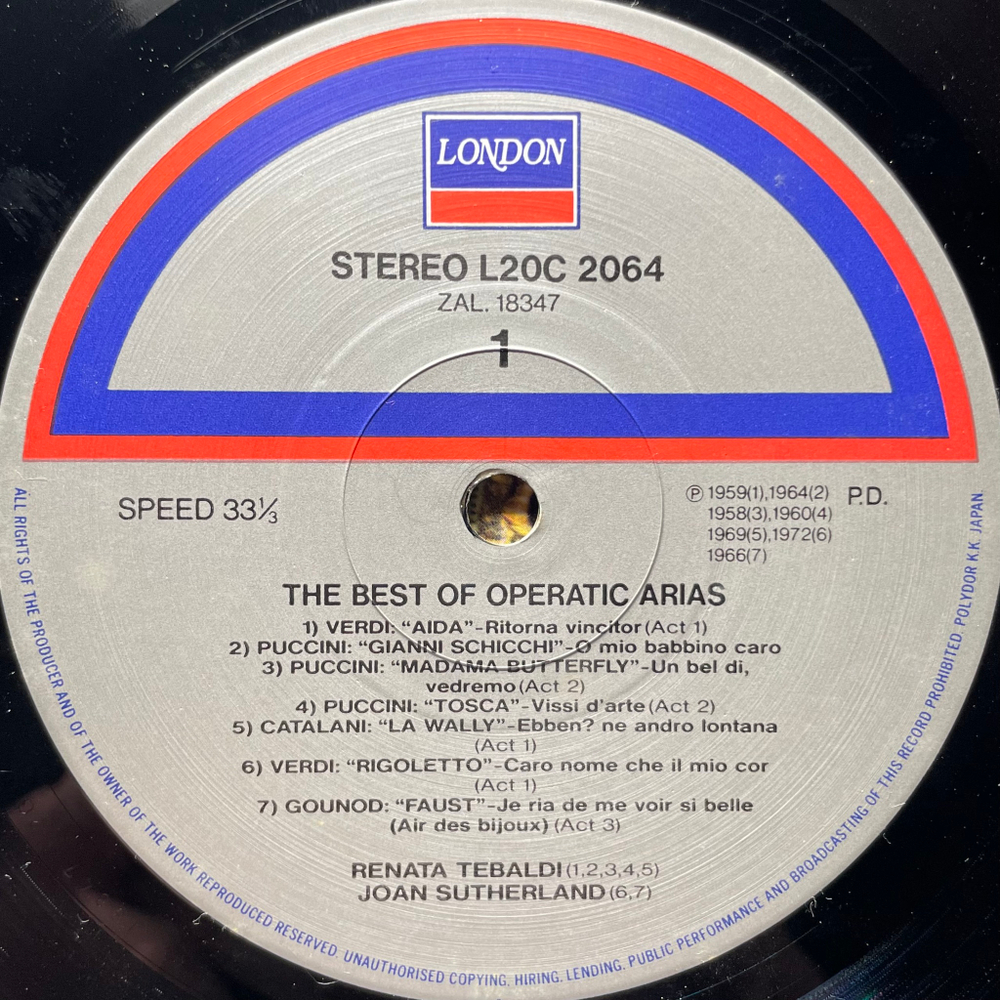 LONDON
STEREO L20C 2064
ZAL. 18347
1
SPEED 33⅓
Ⓟ 1959(1),1964(2)
1958(3),1960(4)
1969(5),1972(6)
1966(7)
P.D.
THE BEST OF OPERATIC ARIAS
1) VERDI: “AIDA”-Ritorna vincitor (Act 1)
2) PUCCINI: “GIANNI SCHICCHI”-O mio babbino caro
3) PUCCINI: “MADAMA BUTTERFLY”-Un bel di,
vedremo (Act 2)
4) PUCCINI: “TOSCA”-Vissi d'arte (Act 2)
5) CATALANI: “LA WALLY”-Ebben? ne andro lontana
(Act 1)
6) VERDI: “RIGOLETTO”-Caro nome che il mio cor
(Act 1)
7) GOUNOD: “FAUST”-Je ria de me voir si belle
(Air des bijoux) (Act 3)
RENATA TEBALDI (1,2,3,4,5)
JOAN SUTHERLAND (6,7)
ALL RIGHTS OF THE PRODUCER AND OF THE OWNER OF THE WORK REPRODUCED RESERVED. UNAUTHORISED COPYING. HIRING. LENDING. PUBLIC PERFORMANCE AND BROADCASTING OF THIS RECORD PROHIBITED POLYDOR K.K. JAPAN.